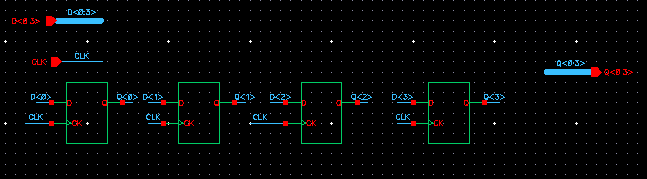 D<0:3> D<0:3>
CLK CLK
Q<0:3> Q<0:3>
D<0> Q<0> D<1> Q<1> D<2> Q<2> D<3> Q<3>
D Q D Q D Q D Q
CLK CK CLK CK CLK CK CLK CK